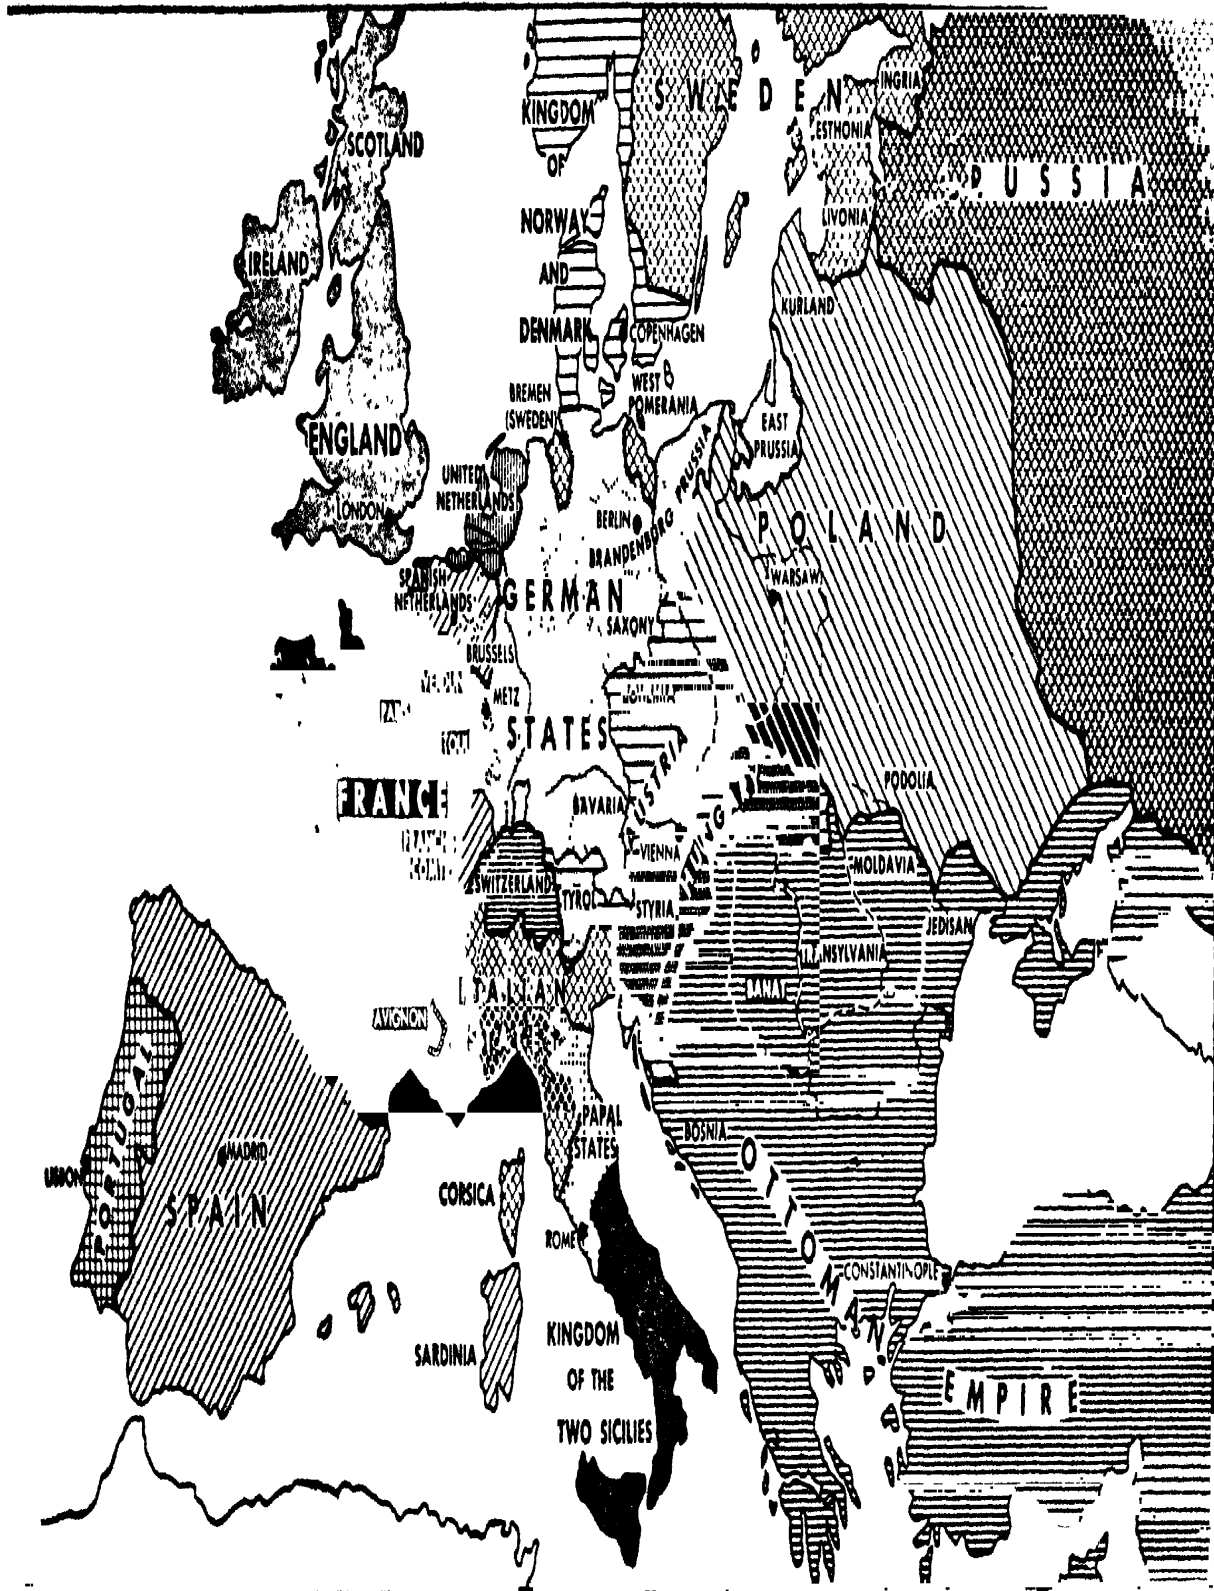 SCOTLAND
KINGDOM
OF
NORWAY
AND
DENMARK
SWEDEN
INGRIA
ESTHONIA
RUSSIA
LIVONIA
IRELAND
KURLAND
COPENHAGEN
BREMEN
(SWEDEN)
WEST
POMERANIA
EAST
PRUSSIA
PRUSSIA
ENGLAND
LONDON
UNITED
NETHERLANDS
BERLIN
BRANDENBURG
POLAND
WARSAW
SPANISH
NETHERLANDS
GERMAN
STATES
SAXONY
BRUSSELS
METZ
FRANCE
BAVARIA
VIENNA
PODOLIA
MOLDAVIA
SWITZERLAND
TYROL
STYRIA
JEDISAN
NSYLVANIA
BANAT
ITALIAN
AVIGNON
PAPAL
STATES
BOSNIA
PORTUGAL
MADRID
SPAIN
CORSICA
ROME
OTTOMAN
EMPIRE
CONSTANTINOPLE
SARDINIA
KINGDOM
OF THE
TWO SICILIES